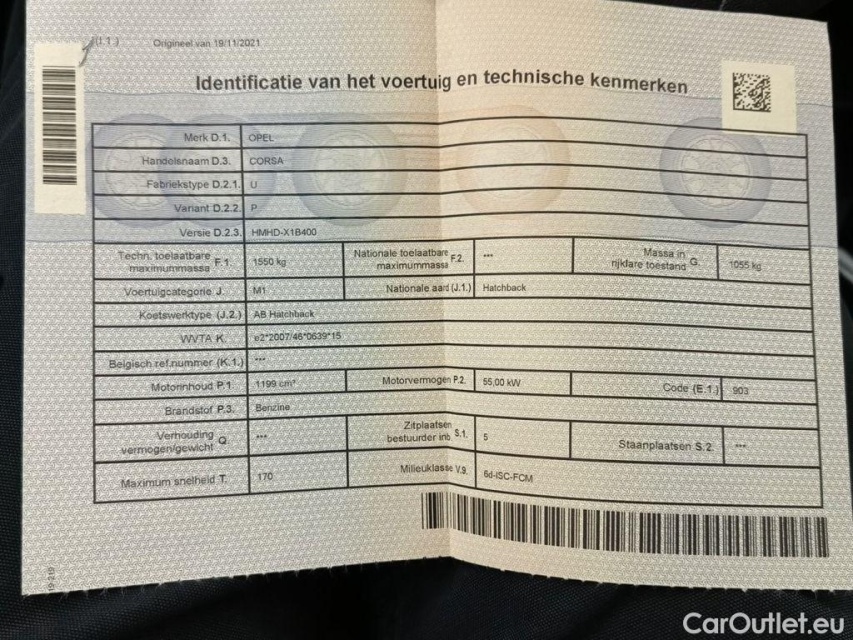 (I.1.)
Origineel van 19/11/2021
Identificatie van het voertuig en technische kenmerken
Merk D.1. OPEL
Handelsnaam D.3. CORSA
Fabriekstype D.2.1. U
Variant D.2.2. P
Versie D.2.3. HMHD-X1B400
Techn. toelaatbare maximummassa F.1. 1550 kg Nationale toelaatbare maximummassa F.2. *** Massa in rijklare toestand G. 1055 kg
Voertuigcategorie J. M1 Nationale aard (J.1.) Hatchback
Koetswerktype (J.2.) AB Hatchback
WVTA K. e2*2007/46*0639*15
Belgisch ref.nummer (K.1.) ***
Motorinhoud P.1. 1199 cm³ Motorvermogen P.2. 55,00 kW Code (E.1.) 903
Brandstof P.3. Benzine
Verhouding vermogen/gewicht Q. *** Zitplaatsen bestuurder inb S.1. 5 Staanplaatsen S.2. ***
Maximum snelheid T. 170 Milieuklasse V.9. 6d-ISC-FCM
CarOutlet.eu